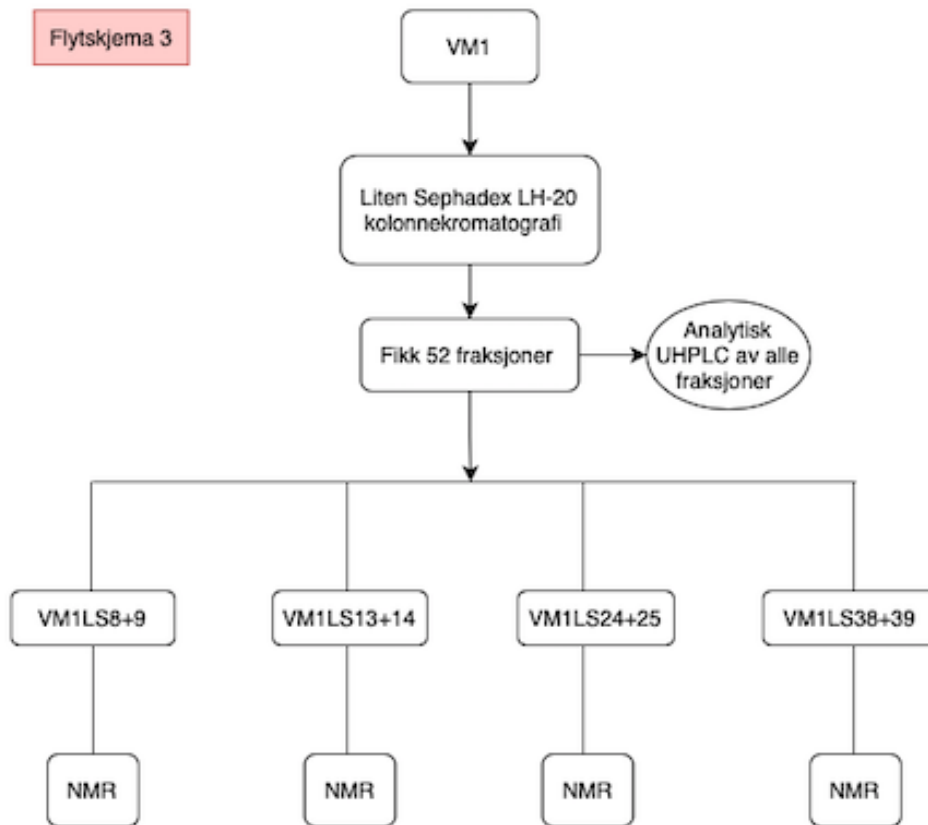 Flytskjema 3
VM1
Liten Sephadex LH-20
kolonnekromatografi
Fikk 52 fraksjoner
Analytisk
UHPLC av alle
fraksjoner
VM1LS8+9
VM1LS13+14
VM1LS24+25
VM1LS38+39
NMR
NMR
NMR
NMR